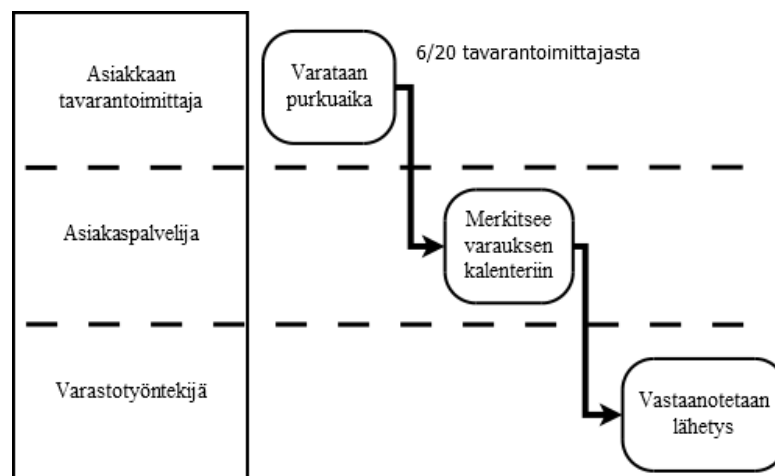 Asiakkaan
tavarantoimittaja
Varataan
purkuaika
6/20 tavarantoimittajasta
Asiakaspalvelija
Merkitsee
varauksen
kalenteriin
Varastotyöntekijä
Vastaanotetaan
lähetys